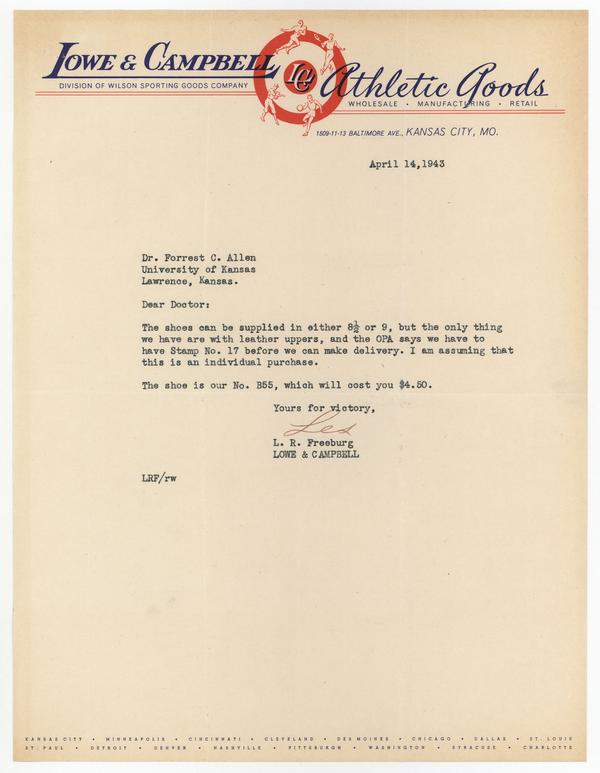 LOWE & CAMPBELL
DIVISION OF WILSON SPORTING GOODS COMPANY
LC
Athletic Goods
WHOLESALE • MANUFACTURING • RETAIL
1509-11-13 BALTIMORE AVE., KANSAS CITY, MO.
April 14,1943
Dr. Forrest C. Allen
University of Kansas
Lawrence, Kansas.
Dear Doctor:
The shoes can be supplied in either 8½ or 9, but the only thing
we have are with leather uppers, and the OPA says we have to
have Stamp No. 17 before we can make delivery. I am assuming that
this is an individual purchase.
The shoe is our No. B55, which will cost you $4.50.
Yours for victory,
Les
L. R. Freeburg
LOWE & CAMPBELL
LRF/rw
KANSAS CITY • MINNEAPOLIS • CINCINNATI • CLEVELAND • DES MOINES • CHICAGO • DALLAS • ST. LOUIS
ST. PAUL • DETROIT • DENVER • NASHVILLE • PITTSBURGH • WASHINGTON • SYRACUSE • CHARLOTTE